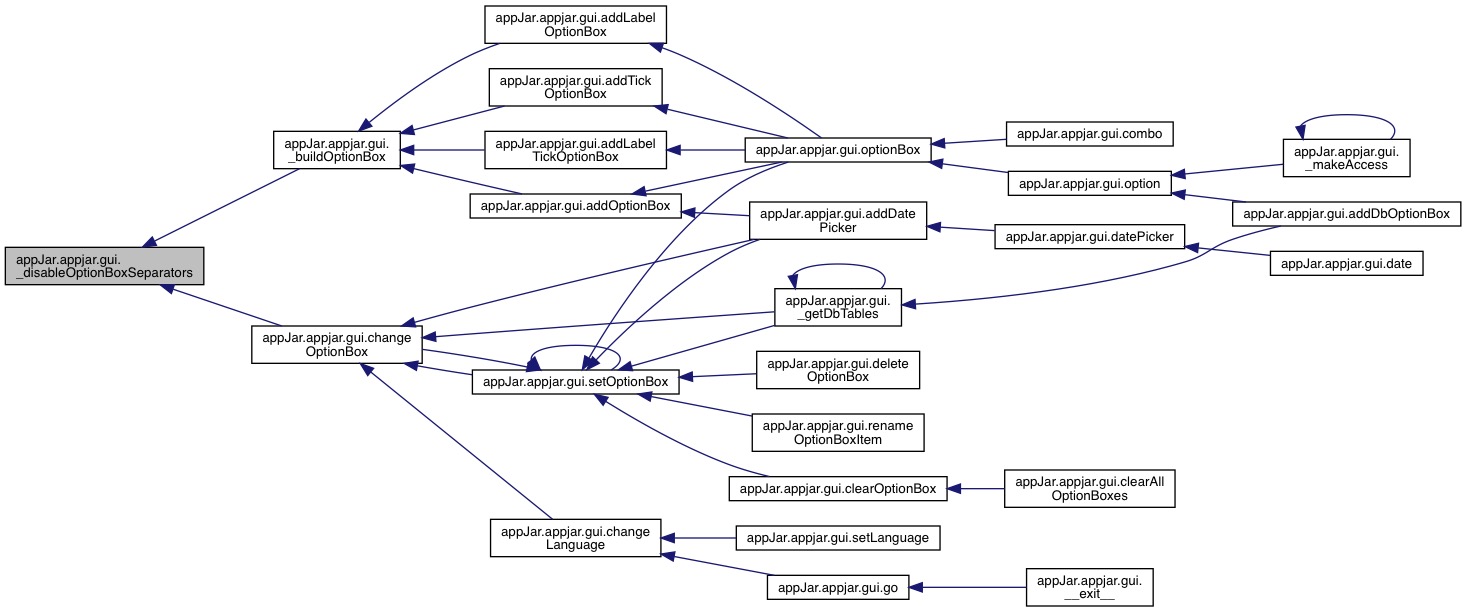 appJar.appjar.gui.addLabel
OptionBox
appJar.appjar.gui.addTick
OptionBox
appJar.appjar.gui.combo
appJar.appjar.gui.
_buildOptionBox
appJar.appjar.gui.addLabel
TickOptionBox
appJar.appjar.gui.optionBox
appJar.appjar.gui.
_makeAccess
appJar.appjar.gui.option
appJar.appjar.gui.addOptionBox
appJar.appjar.gui.addDate
Picker
appJar.appjar.gui.addDbOptionBox
appJar.appjar.gui.datePicker
appJar.appjar.gui.
_disableOptionBoxSeparators
appJar.appjar.gui.date
appJar.appjar.gui.
_getDbTables
appJar.appjar.gui.change
OptionBox
appJar.appjar.gui.setOptionBox
appJar.appjar.gui.delete
OptionBox
appJar.appjar.gui.rename
OptionBoxItem
appJar.appjar.gui.clearOptionBox
appJar.appjar.gui.clearAll
OptionBoxes
appJar.appjar.gui.change
Language
appJar.appjar.gui.setLanguage
appJar.appjar.gui.go
appJar.appjar.gui.
__exit__